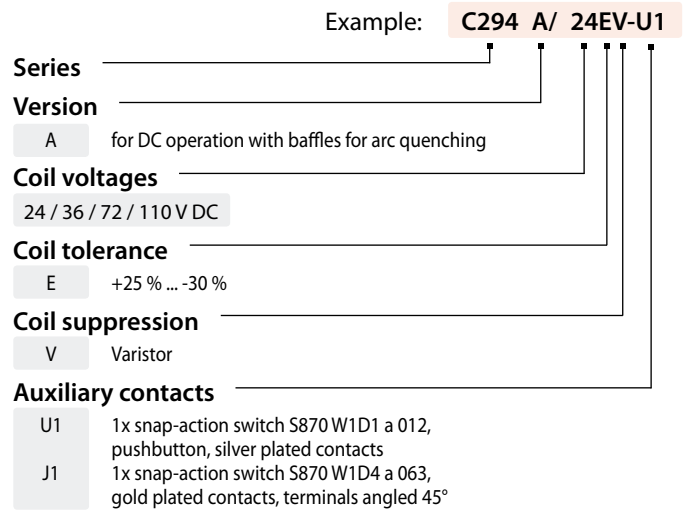 Example: C294 A/ 24EV-U1
Series
Version
A for DC operation with baffles for arc quenching
Coil voltages
24 / 36 / 72 / 110 V DC
Coil tolerance
E +25 % ... -30 %
Coil suppression
V Varistor
Auxiliary contacts
U1 1x snap-action switch S870 W1D1 a 012,
pushbutton, silver plated contacts
J1 1x snap-action switch S870 W1D4 a 063,
gold plated contacts, terminals angled 45°